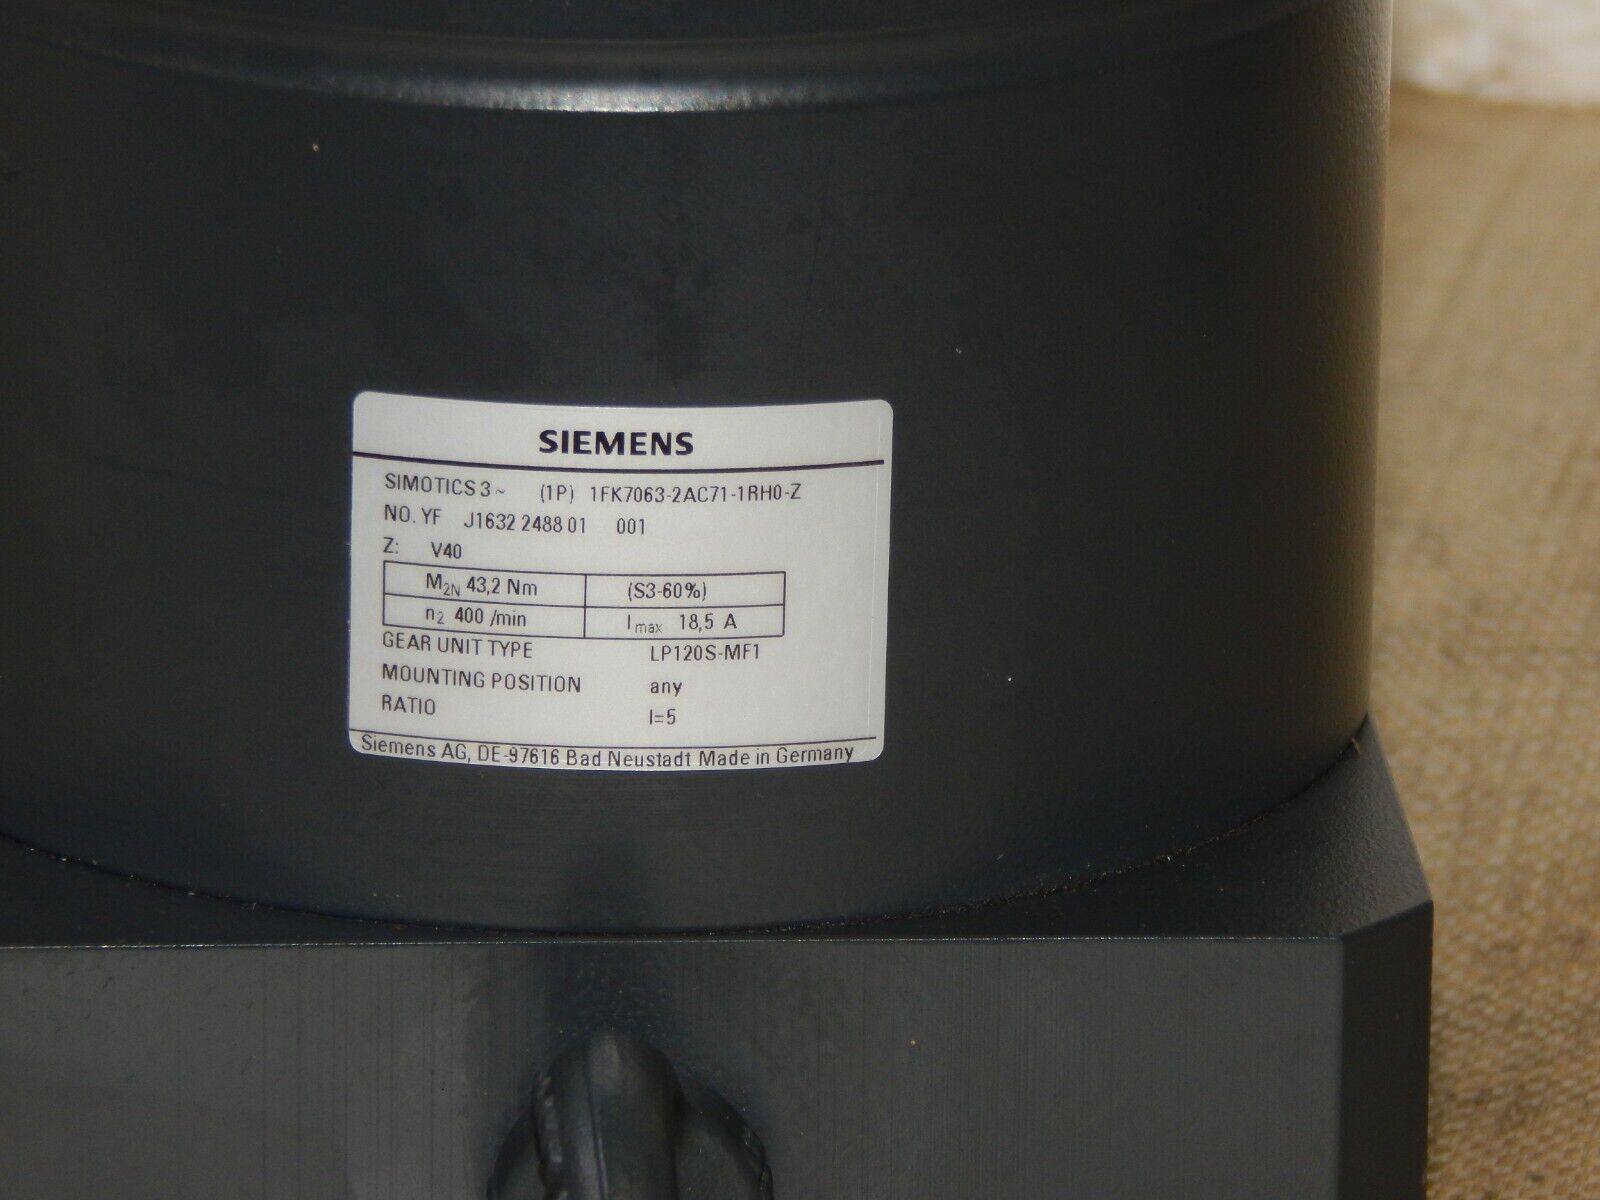 SIEMENS
SIMOTICS 3~ (1P) 1FK7063-2AC71-1RH0-Z
NO. YF J1632 2488 01 001
Z: V40
M2N 43,2 Nm (S3-60%)
n2 400 /min Imax 18,5 A
GEAR UNIT TYPE LP120S-MF1
MOUNTING POSITION any
RATIO I=5
Siemens AG, DE-97616 Bad Neustadt Made in Germany